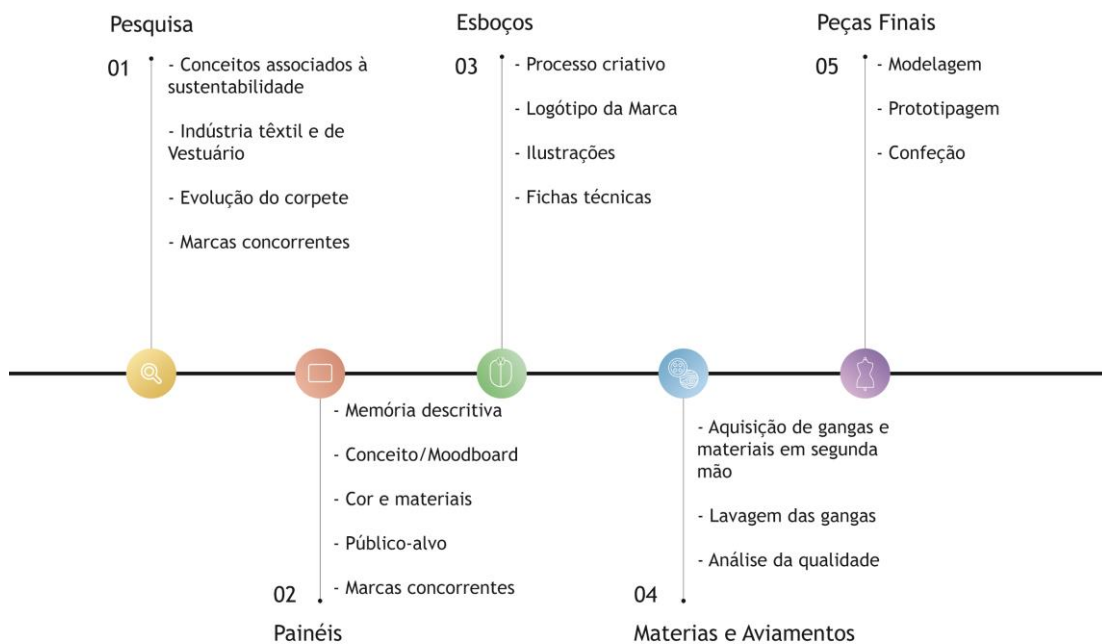 Pesquisa
01
- Conceitos associados à
sustentabilidade
- Indústria têxtil e de
Vestuário
- Evolução do corpete
- Marcas concorrentes
Esboços
03
- Processo criativo
- Logótipo da Marca
- Ilustrações
- Fichas técnicas
Peças Finais
05
- Modelagem
- Prototipagem
- Confeção
- Memória descritiva
- Conceito/Moodboard
- Cor e materiais
- Público-alvo
- Marcas concorrentes
02
Painéis
- Aquisição de gangas e
materiais em segunda
mão
- Lavagem das gangas
- Análise da qualidade
04
Materias e Aviamentos